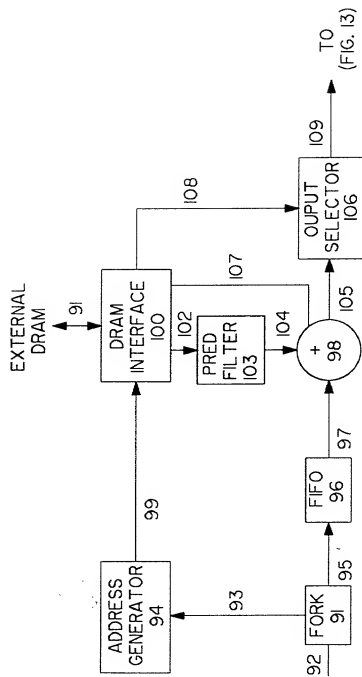 EXTERNAL
DRAM
91
ADDRESS
GENERATOR
94
99
DRAM
INTERFACE
100
108
102
107
PRED
FILTER
103
104
93
92
FORK
91
95
FIFO
96
97
+
98
105
OUPUT
SELECTOR
106
109
TO
(FIG. 13)